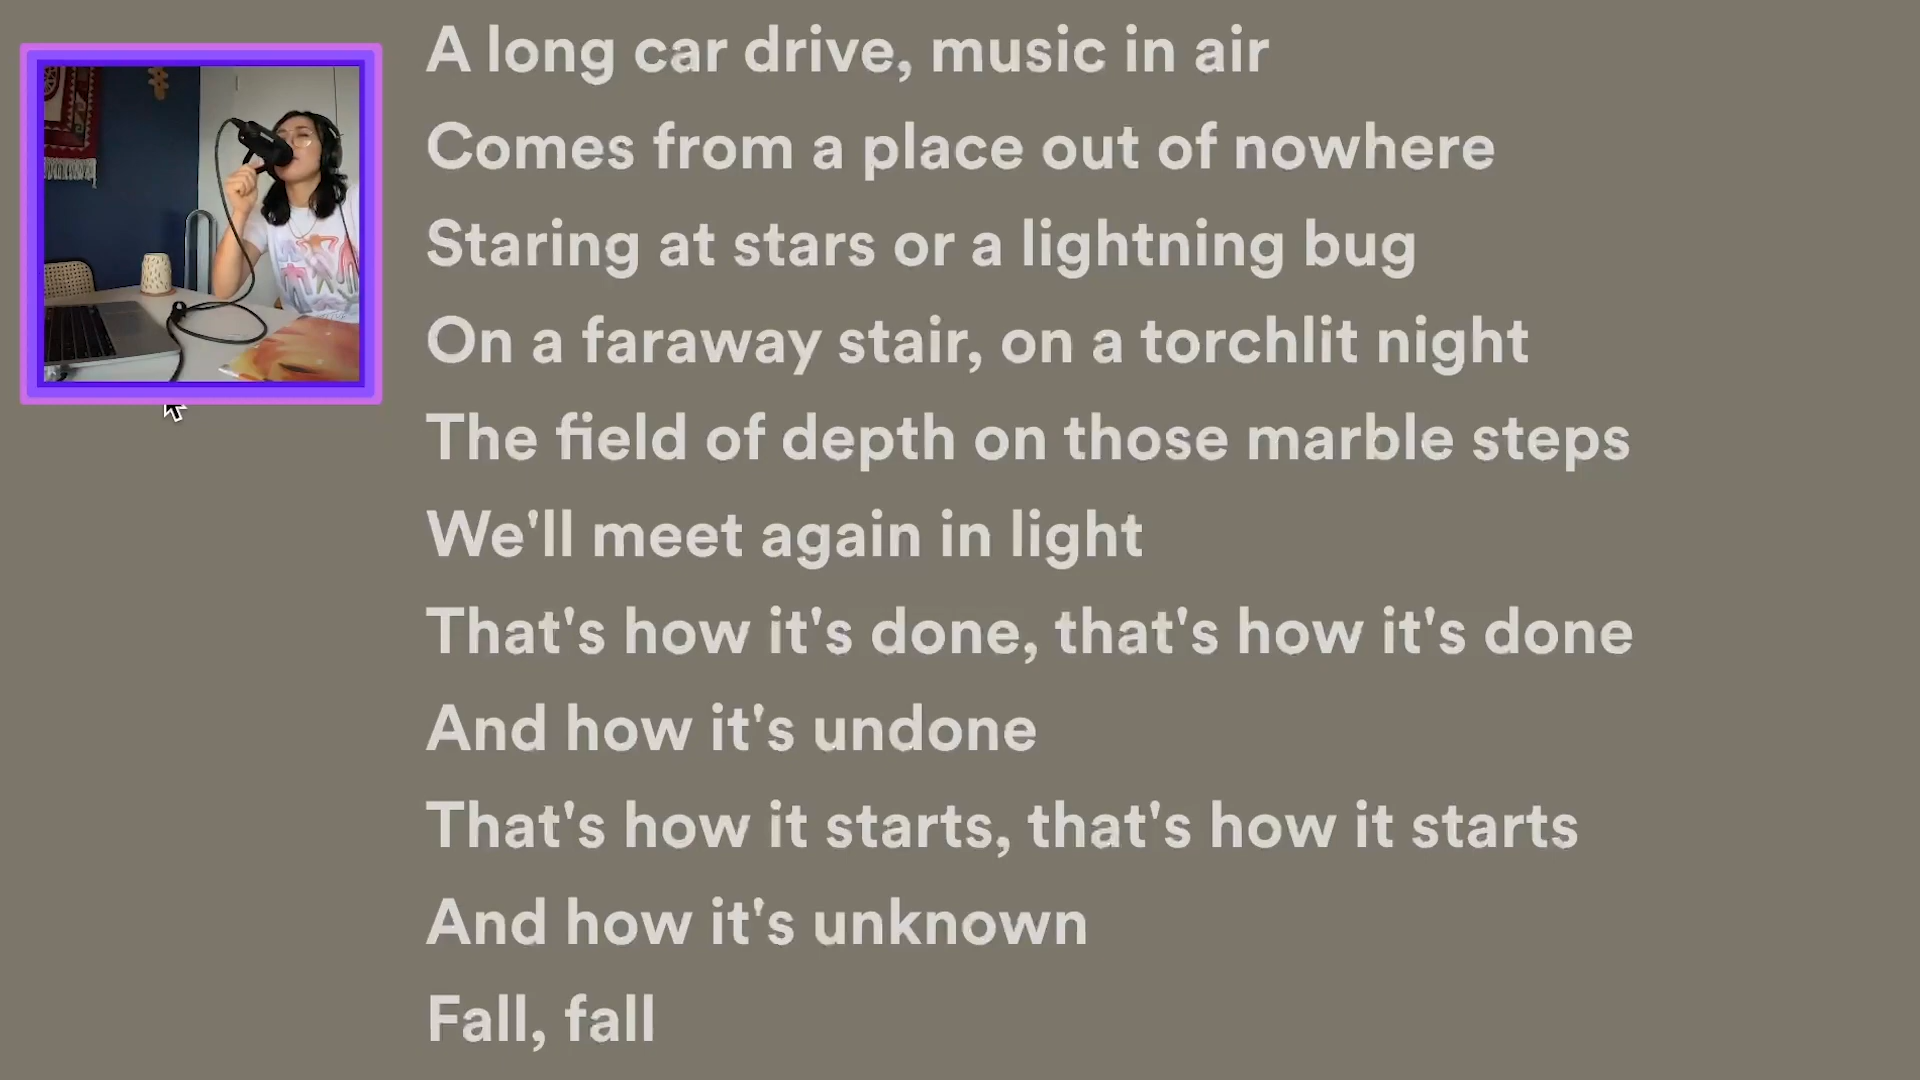 A long car drive, music in air
Comes from a place out of nowhere
Staring at stars or a lightning bug
On a faraway stair, on a torchlit night
The field of depth on those marble steps
We'll meet again in light
That's how it's done, that's how it's done
And how it's undone
That's how it starts, that's how it starts
And how it's unknown
Fall, fall